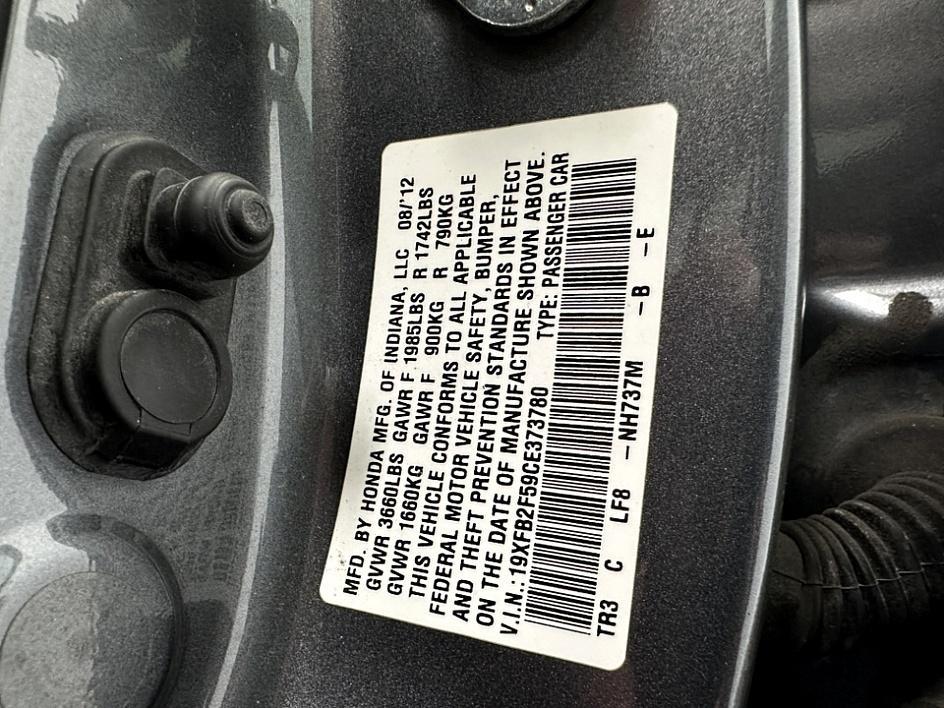 MFD. BY HONDA MFG. OF INDIANA, LLC 08/'12
GVWR 3660LBS GAWR F 1985LBS R 1742LBS
GVWR 1660KG GAWR F 900KG R 790KG
THIS VEHICLE CONFORMS TO ALL APPLICABLE
FEDERAL MOTOR VEHICLE SAFETY, BUMPER,
AND THEFT PREVENTION STANDARDS IN EFFECT
ON THE DATE OF MANUFACTURE SHOWN ABOVE.
V.I.N.: 19XFB2F59CE373780 TYPE: PASSENGER CAR
TR3 C LF8 -NH737M -B -E